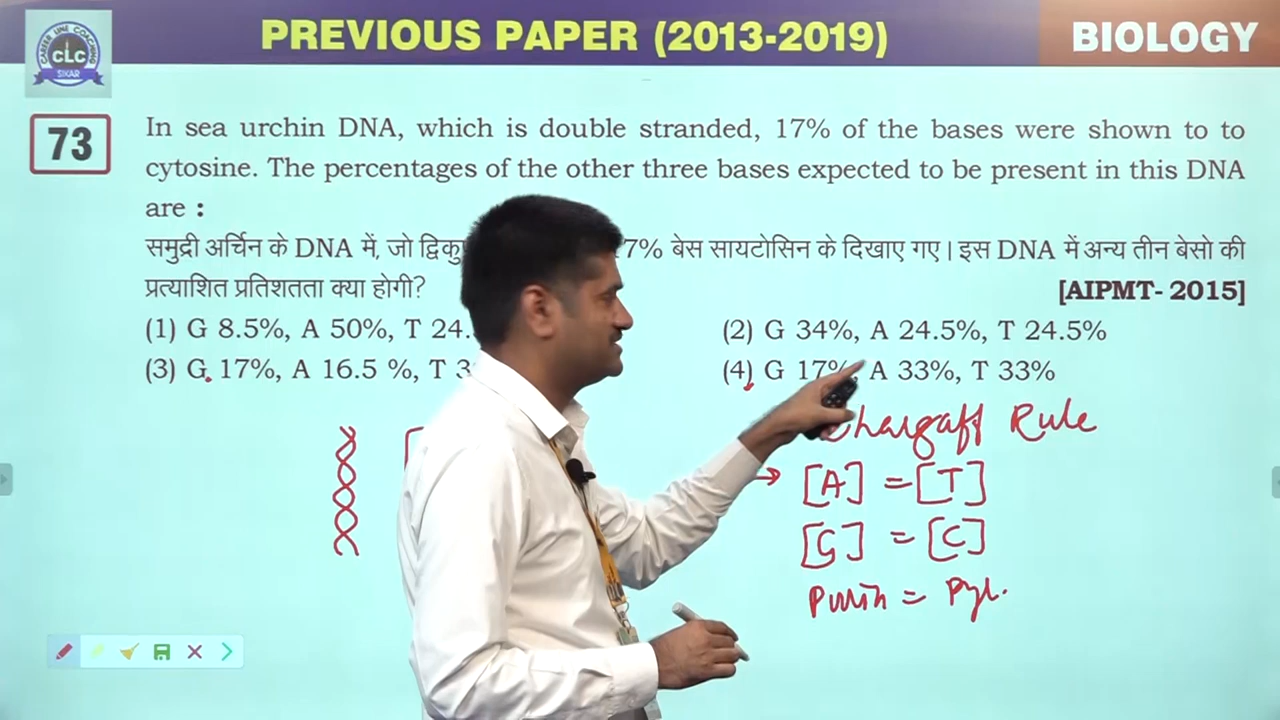 PREVIOUS PAPER (2013-2019)
BIOLOGY
CAREER LINE COACHING
CLC
SIKAR
73
In sea urchin DNA, which is double stranded, 17% of the bases were shown to to
cytosine. The percentages of the other three bases expected to be present in this DNA
are :
समुद्री अर्चिन के DNA में, जो 7% बेस सायटोसिन के दिखाए गए। इस DNA में अन्य तीन बेसो की
प्रत्याशित प्रतिशतता क्या होगी?
[AIPMT- 2015]
(1) G 8.5%, A 50%, T 24.
(2) G 34%, A 24.5%, T 24.5%
(3) G 17%, A 16.5 %, T 3
(4) G 17%, A 33%, T 33%
Chargaff Rule
→ [A] = [T]
[G] = [C]
Purin = Pyr.